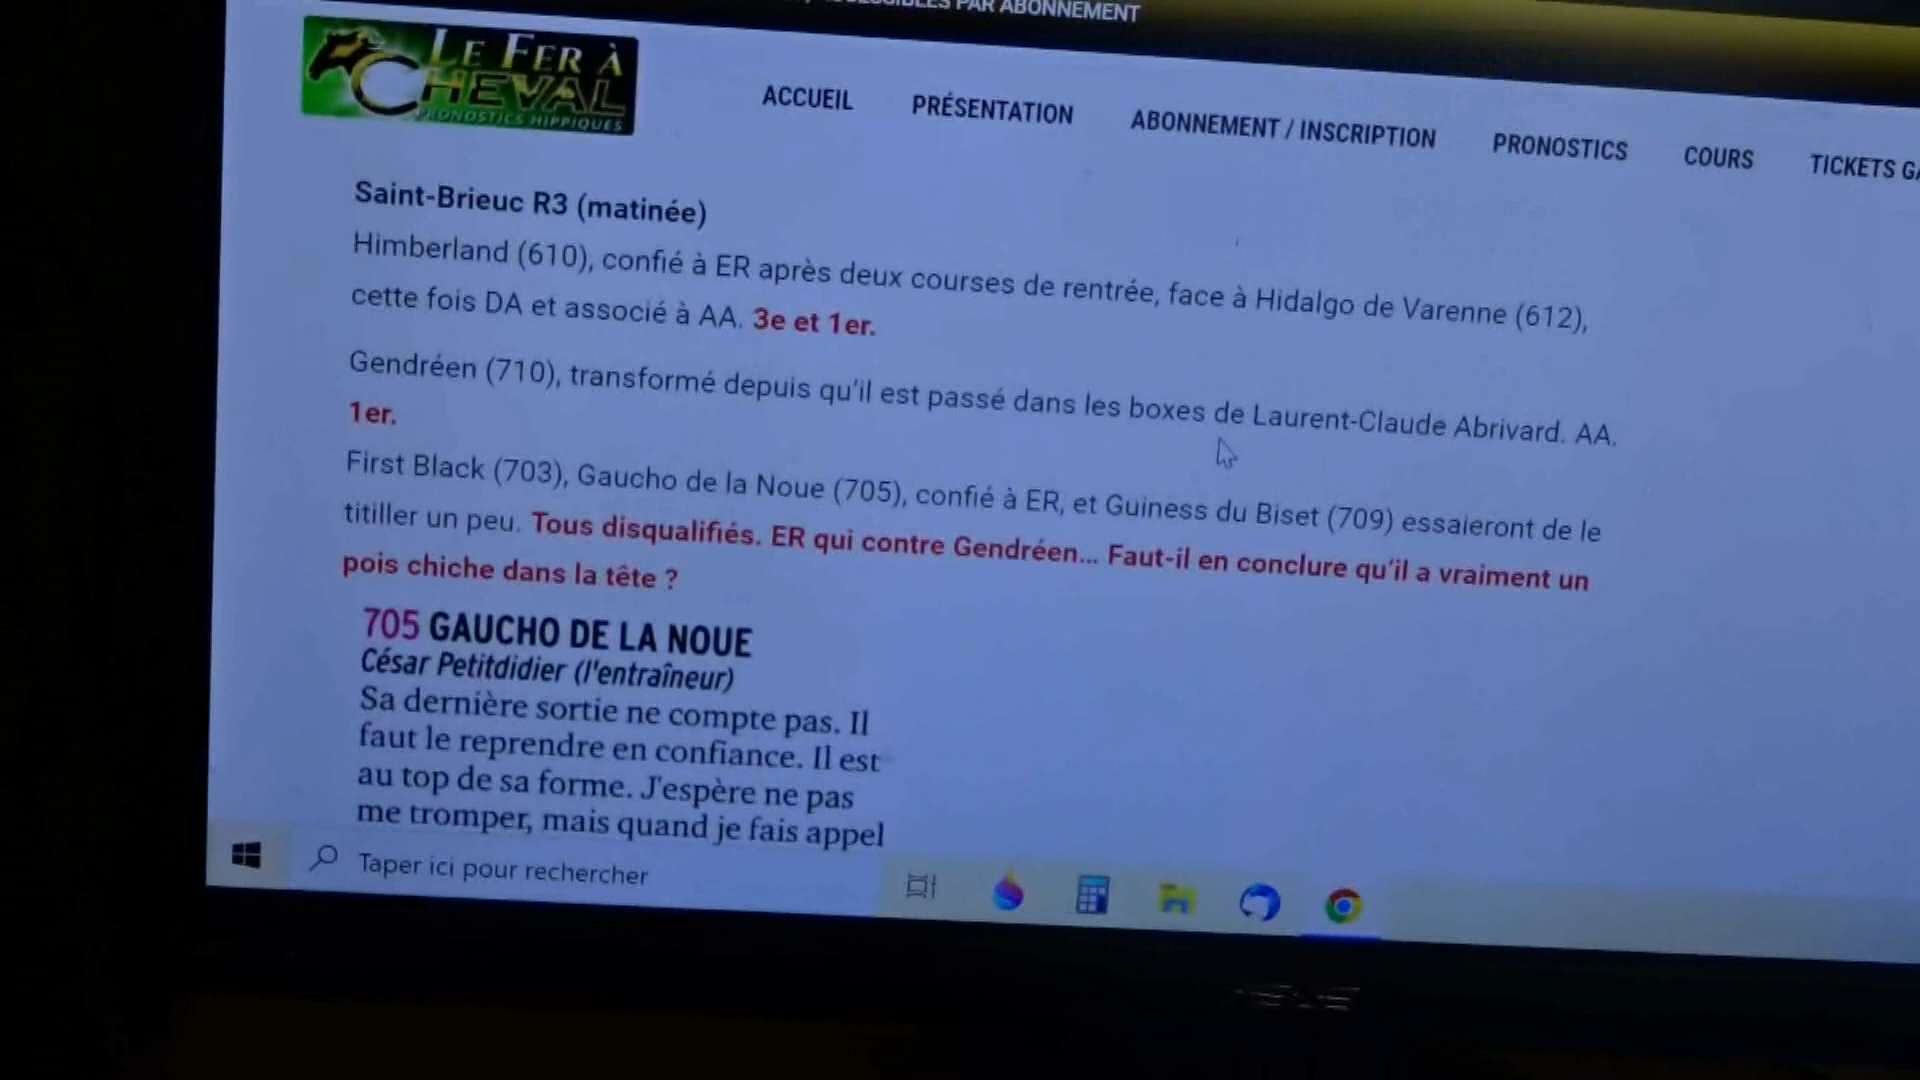 PAR ABONNEMENT
LE FER À
CHEVAL
PRONOSTICS HIPPIQUES
ACCUEIL PRÉSENTATION ABONNEMENT / INSCRIPTION PRONOSTICS COURS TICKETS
Saint-Brieuc R3 (matinée)
Himberland (610), confié à ER après deux courses de rentrée, face à Hidalgo de Varenne (612),
cette fois DA et associé à AA. 3e et 1er.
Gendréen (710), transformé depuis qu'il est passé dans les boxes de Laurent-Claude Abrivard. AA.
1er.
First Black (703), Gaucho de la Noue (705), confié à ER, et Guiness du Biset (709) essaieront de le
titiller un peu. Tous disqualifiés. ER qui contre Gendréen... Faut-il en conclure qu'il a vraiment un
pois chiche dans la tête ?
705 GAUCHO DE LA NOUE
César Petitdidier (l'entraîneur)
Sa dernière sortie ne compte pas. Il
faut le reprendre en confiance. Il est
au top de sa forme. J'espère ne pas
me tromper, mais quand je fais appel
Taper ici pour rechercher